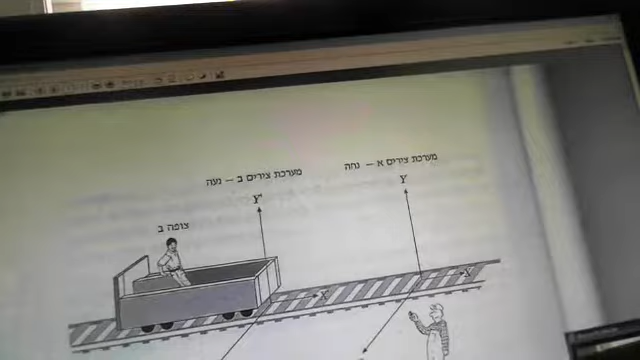 מערכת צירים א — נחה
מערכת צירים ב — נעה
Y
Y'
צופה ב
X
X